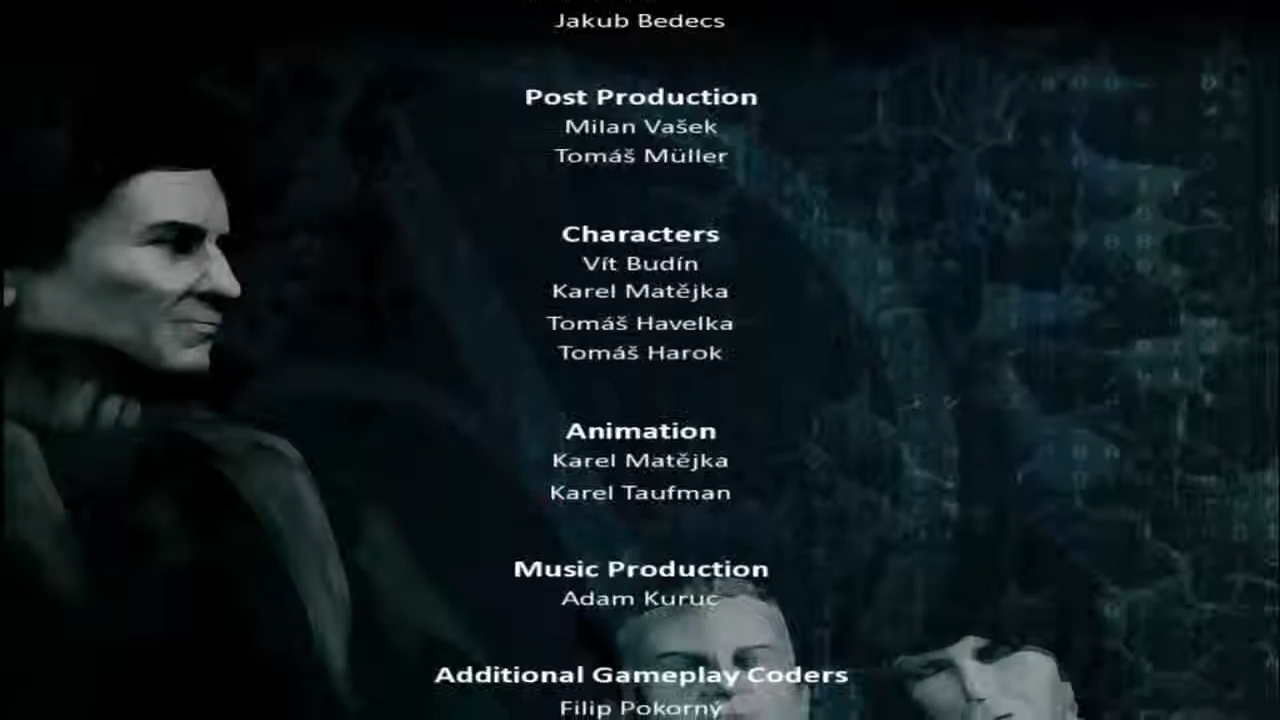 Jakub Bedecs
Post Production
Milan Vašek
Tomáš Müller
Characters
Vít Budín
Karel Matějka
Tomáš Havelka
Tomáš Harok
Animation
Karel Matějka
Karel Taufman
Music Production
Adam Kuruc
Additional Gameplay Coders
Filip Pokorný